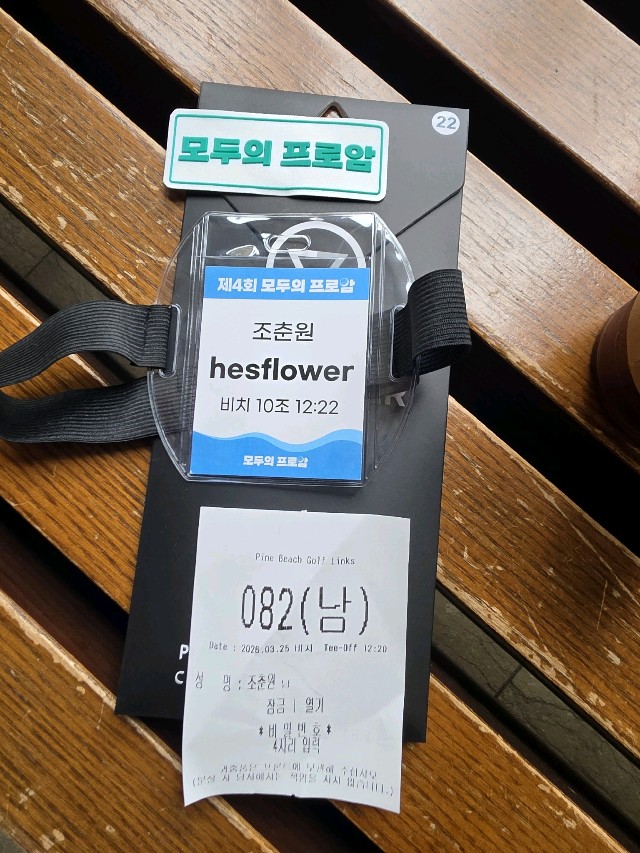 22
모두의 프로암
제4회 모두의 프로암
조춘원
hesflower
비치 10조 12:22
모두의 프로암
Pine Beach Golf Links
082(남)
Date : 2026.03.25 Tee-Off 12:20
성 명 : 조춘원 님
잠금 | 열기
* 비밀번호 *
4자리 입력
P
C